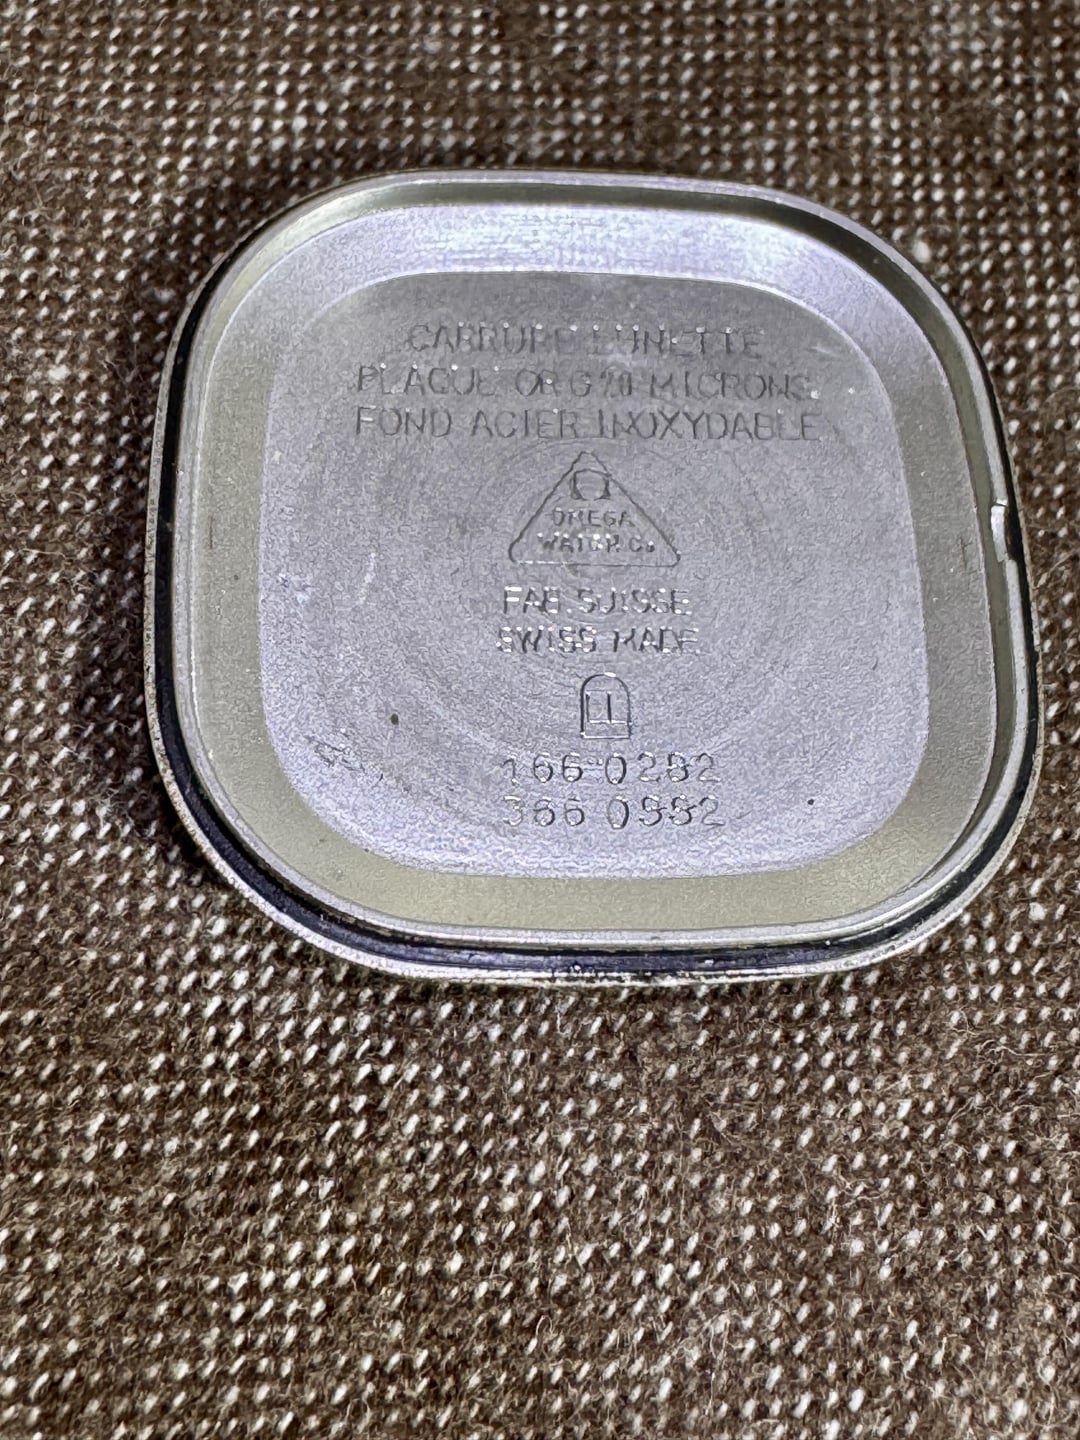 CARRURE LUNETTE
PLAQUE OR G 20 MICRONS
FOND ACIER INOXYDABLE
Ω
OMEGA
WATCH Co
FAB. SUISSE
SWISS MADE
F
166 0282
366 0882